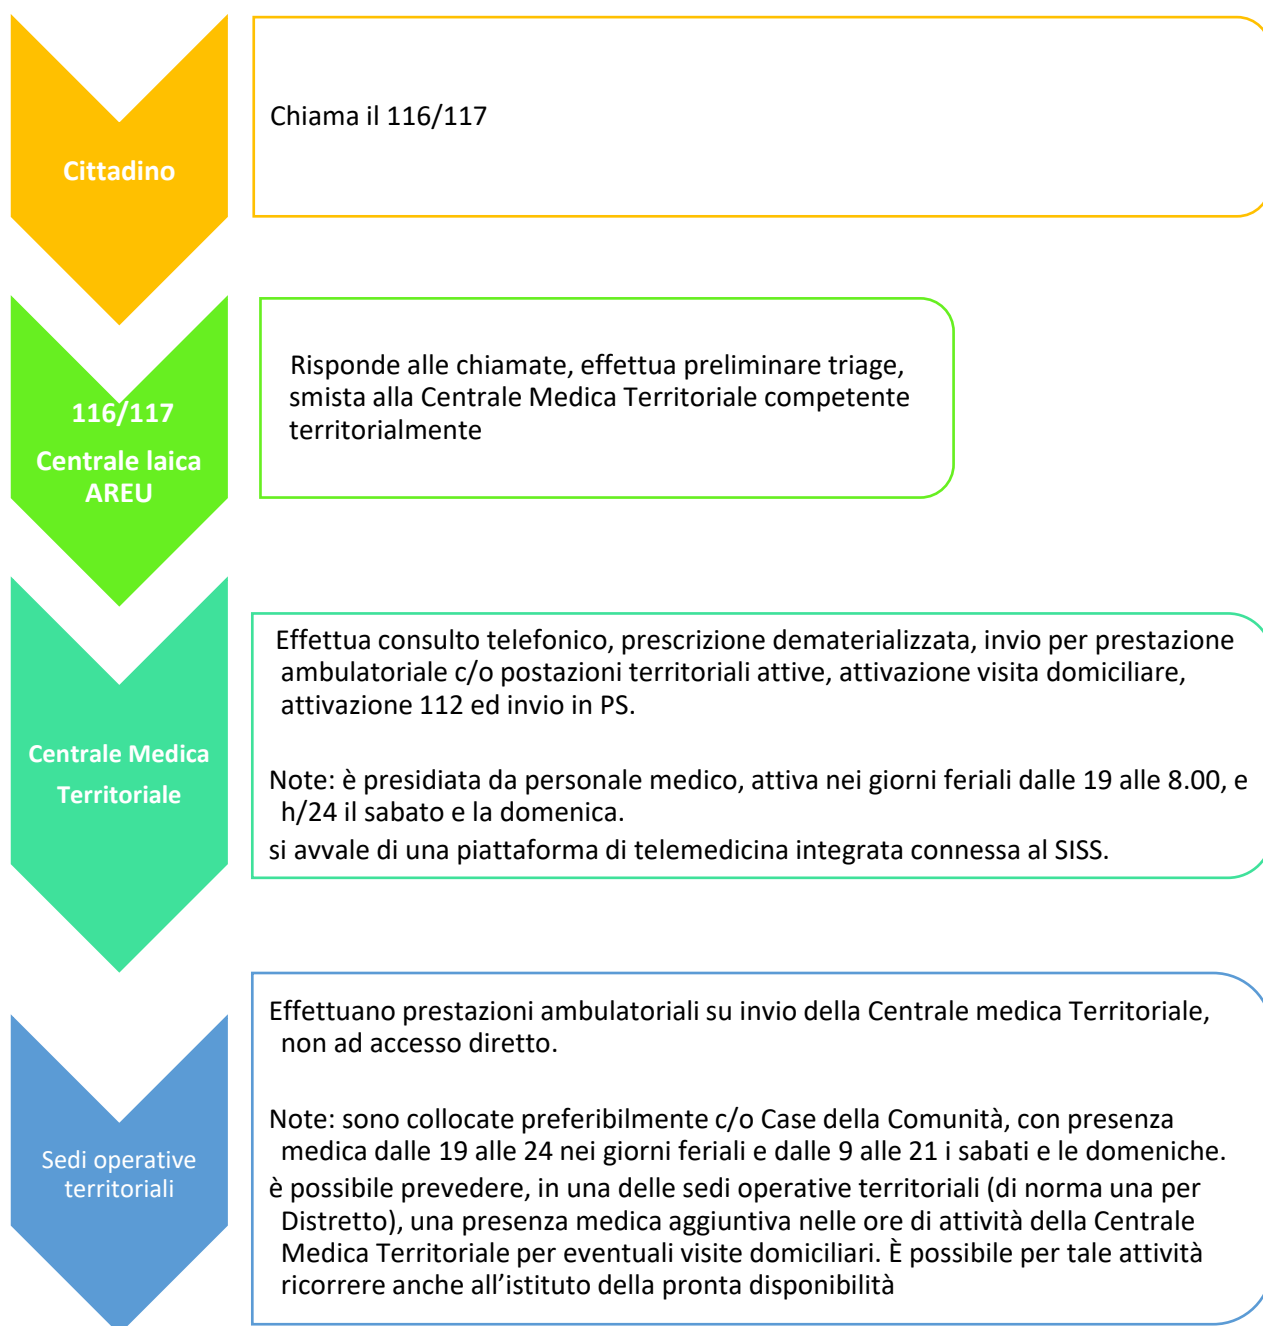 Cittadino
Chiama il 116/117
116/117
Centrale laica
AREU
Risponde alle chiamate, effettua preliminare triage,
smista alla Centrale Medica Territoriale competente
territorialmente
Centrale Medica
Territoriale
Effettua consulto telefonico, prescrizione dematerializzata, invio per prestazione
ambulatoriale c/o postazioni territoriali attive, attivazione visita domiciliare,
attivazione 112 ed invio in PS.
Note: è presidiata da personale medico, attiva nei giorni feriali dalle 19 alle 8.00, e
h/24 il sabato e la domenica.
si avvale di una piattaforma di telemedicina integrata connessa al SISS.
Sedi operative
territoriali
Effettuano prestazioni ambulatoriali su invio della Centrale medica Territoriale,
non ad accesso diretto.
Note: sono collocate preferibilmente c/o Case della Comunità, con presenza
medica dalle 19 alle 24 nei giorni feriali e dalle 9 alle 21 i sabati e le domeniche.
è possibile prevedere, in una delle sedi operative territoriali (di norma una per
Distretto), una presenza medica aggiuntiva nelle ore di attività della Centrale
Medica Territoriale per eventuali visite domiciliari. È possibile per tale attività
ricorrere anche all’istituto della pronta disponibilità